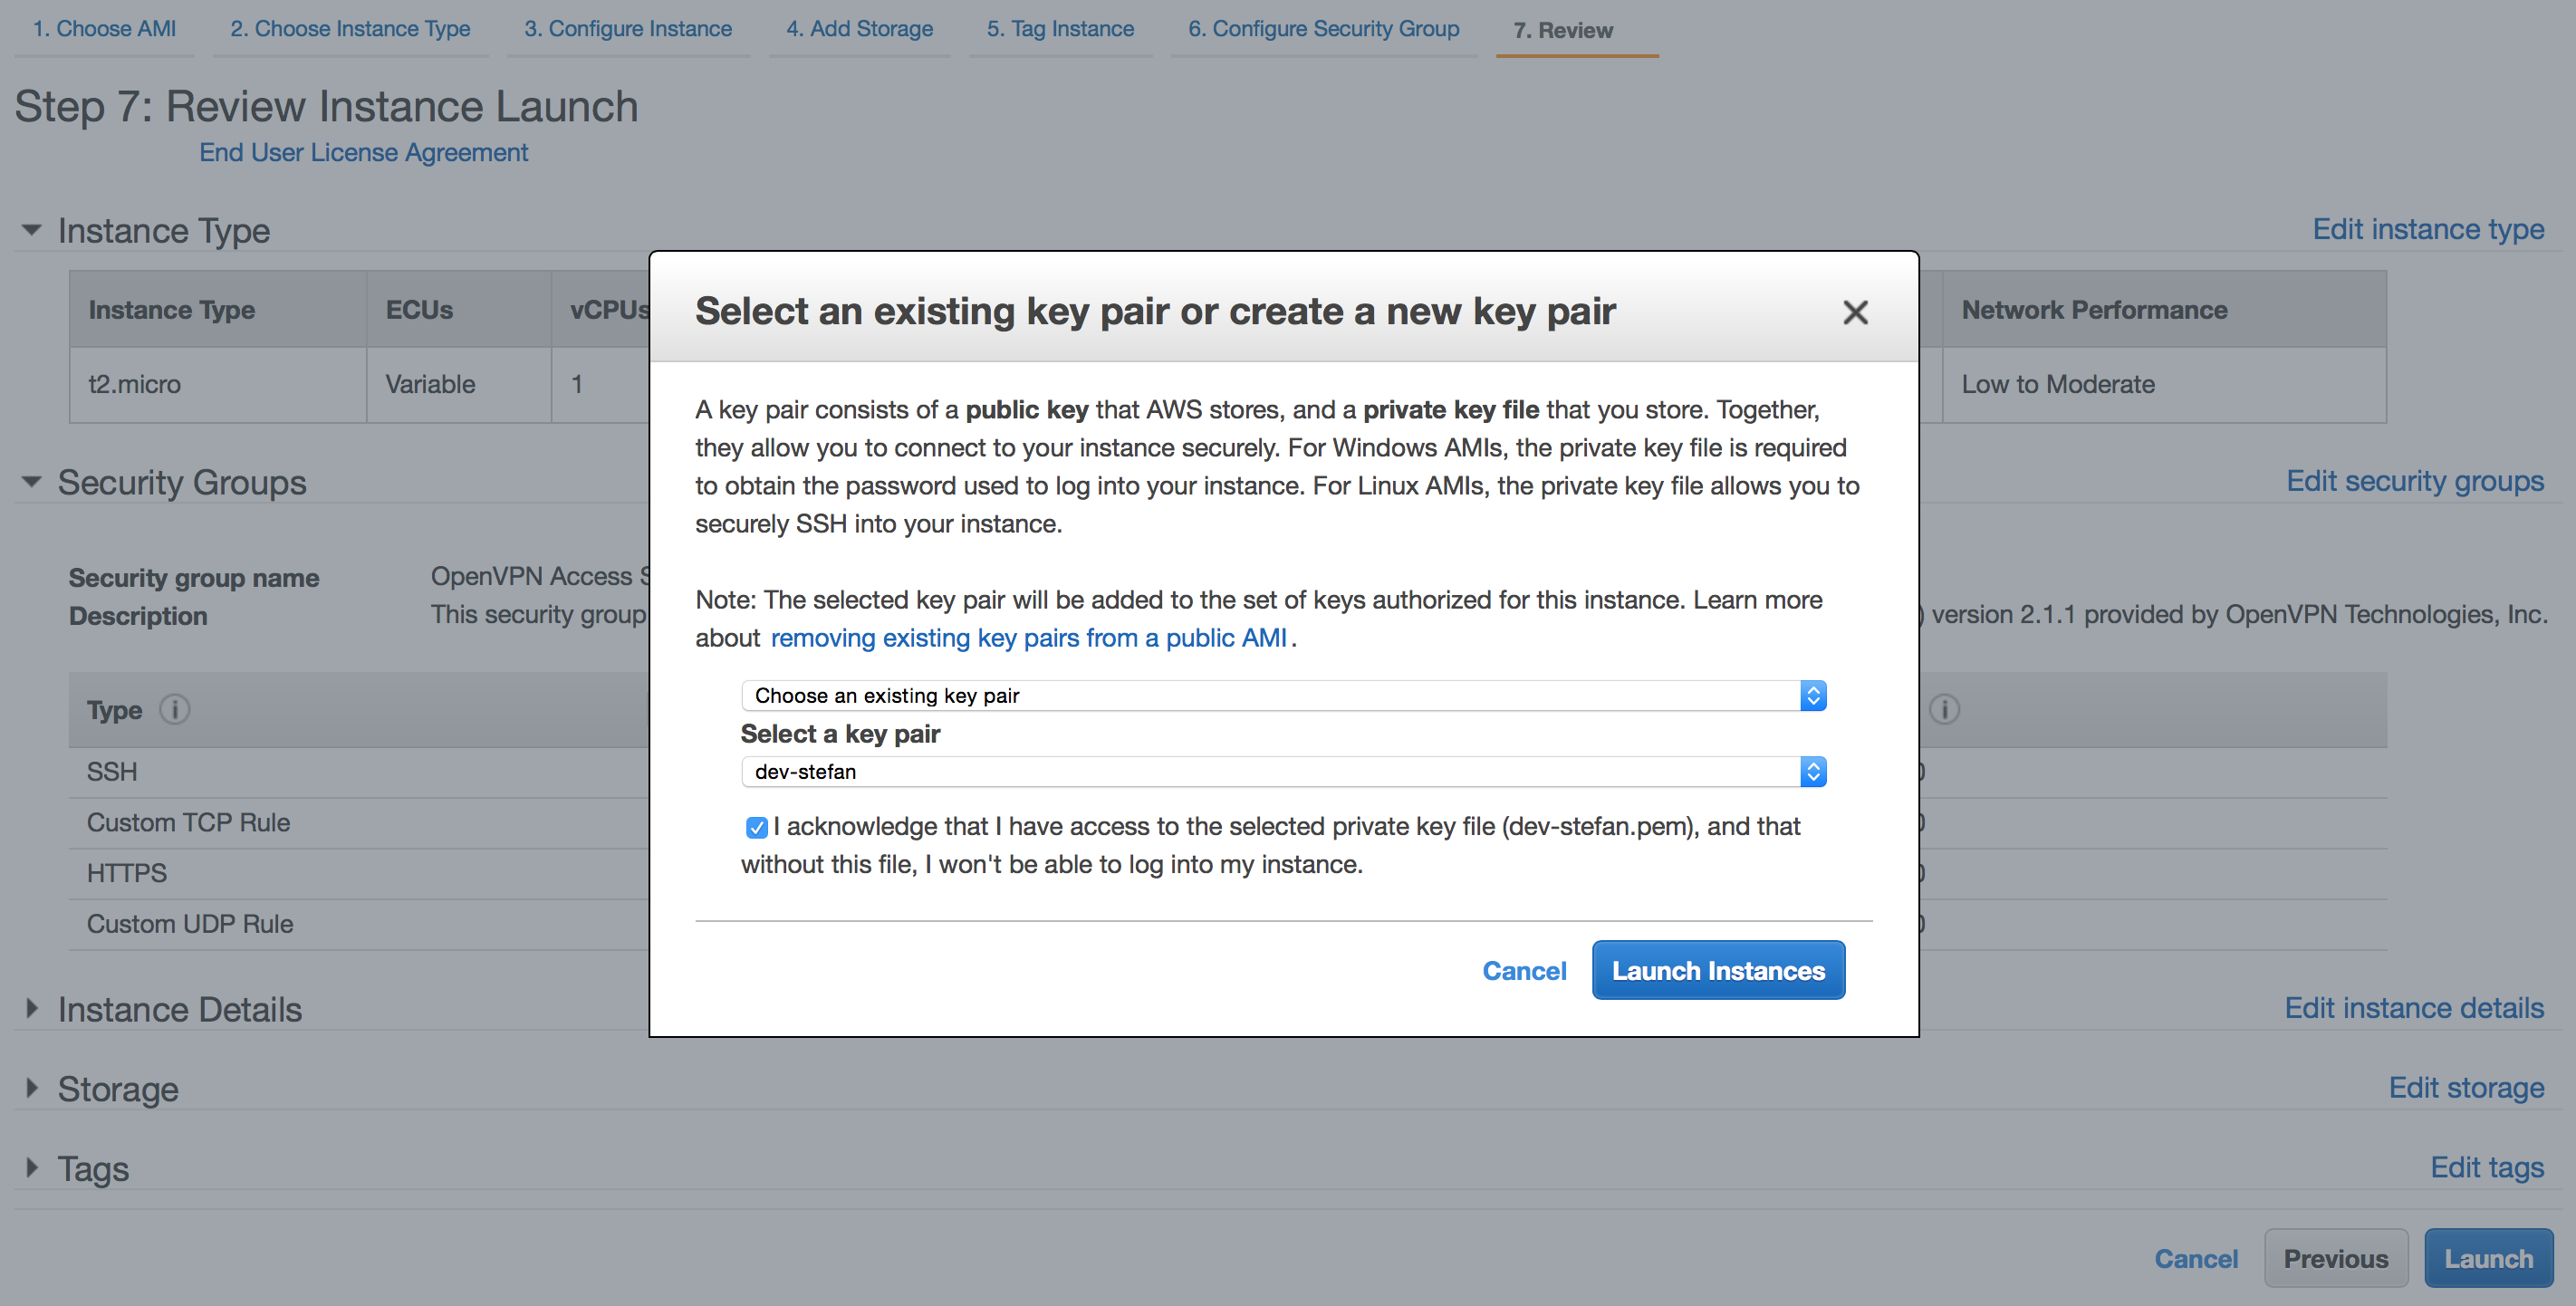 1. Choose AMI 2. Choose Instance Type 3. Configure Instance 4. Add Storage 5. Tag Instance 6. Configure Security Group 7. Review
Step 7: Review Instance Launch
End User License Agreement
Instance Type Edit instance type
Instance Type ECUs vCPUs Network Performance
t2.micro Variable 1 Low to Moderate
Security Groups Edit security groups
Security group name OpenVPN Access S
Description This security group ) version 2.1.1 provided by OpenVPN Technologies, Inc.
Type
SSH
Custom TCP Rule
HTTPS
Custom UDP Rule
Select an existing key pair or create a new key pair
A key pair consists of a public key that AWS stores, and a private key file that you store. Together,
they allow you to connect to your instance securely. For Windows AMIs, the private key file is required
to obtain the password used to log into your instance. For Linux AMIs, the private key file allows you to
securely SSH into your instance.
Note: The selected key pair will be added to the set of keys authorized for this instance. Learn more
about removing existing key pairs from a public AMI.
Choose an existing key pair
Select a key pair
dev-stefan
I acknowledge that I have access to the selected private key file (dev-stefan.pem), and that
without this file, I won't be able to log into my instance.
Cancel Launch Instances
Instance Details Edit instance details
Storage Edit storage
Tags Edit tags
Cancel Previous Launch